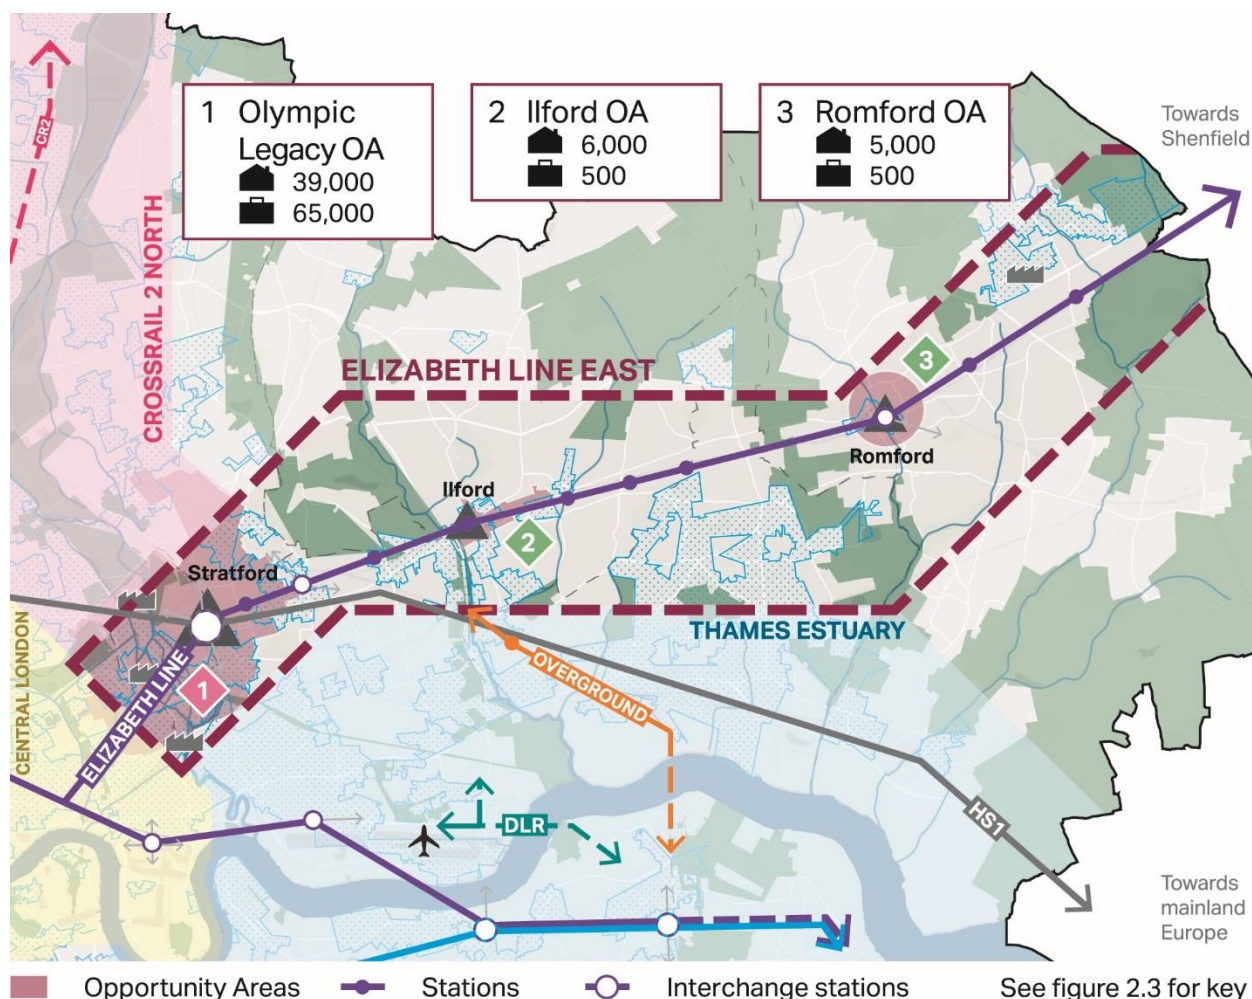 CR2
CROSSRAIL 2 NORTH
1 Olympic
Legacy OA
39,000
65,000
2 Ilford OA
6,000
500
3 Romford OA
5,000
500
Towards
Shenfield
ELIZABETH LINE EAST
3
Romford
Ilford
2
Stratford
THAMES ESTUARY
OVERGROUND
1
ELIZABETH LINE
CENTRAL LONDON
DLR
HS1
Towards
mainland
Europe
Opportunity Areas
Stations
Interchange stations
See figure 2.3 for key